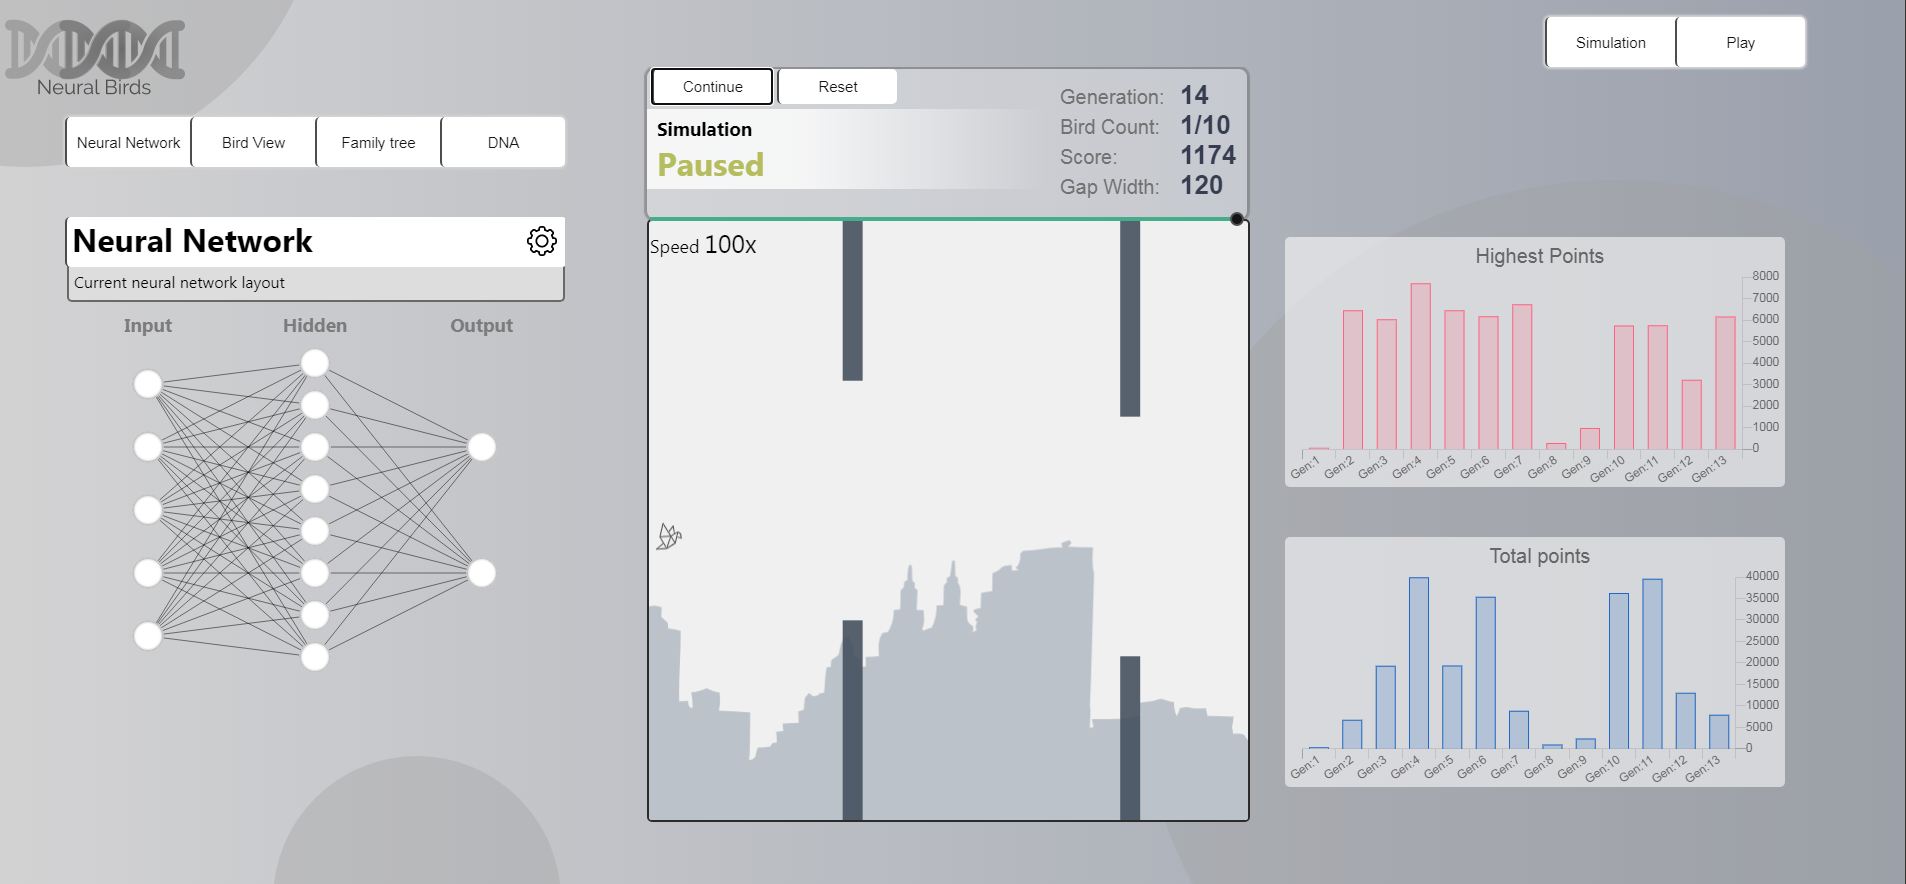 Neural Birds
Simulation
Play
Neural Network
Bird View
Family tree
DNA
Neural Network
Current neural network layout
Input
Hidden
Output
Continue
Reset
Simulation
Paused
Generation: 14
Bird Count: 1/10
Score: 1174
Gap Width: 120
Speed 100x
Highest Points
8000
7000
6000
5000
4000
3000
2000
1000
0
Gen:1
Gen:2
Gen:3
Gen:4
Gen:5
Gen:6
Gen:7
Gen:8
Gen:9
Gen:10
Gen:11
Gen:12
Gen:13
Total points
40000
35000
30000
25000
20000
15000
10000
5000
0
Gen:1
Gen:2
Gen:3
Gen:4
Gen:5
Gen:6
Gen:7
Gen:8
Gen:9
Gen:10
Gen:11
Gen:12
Gen:13